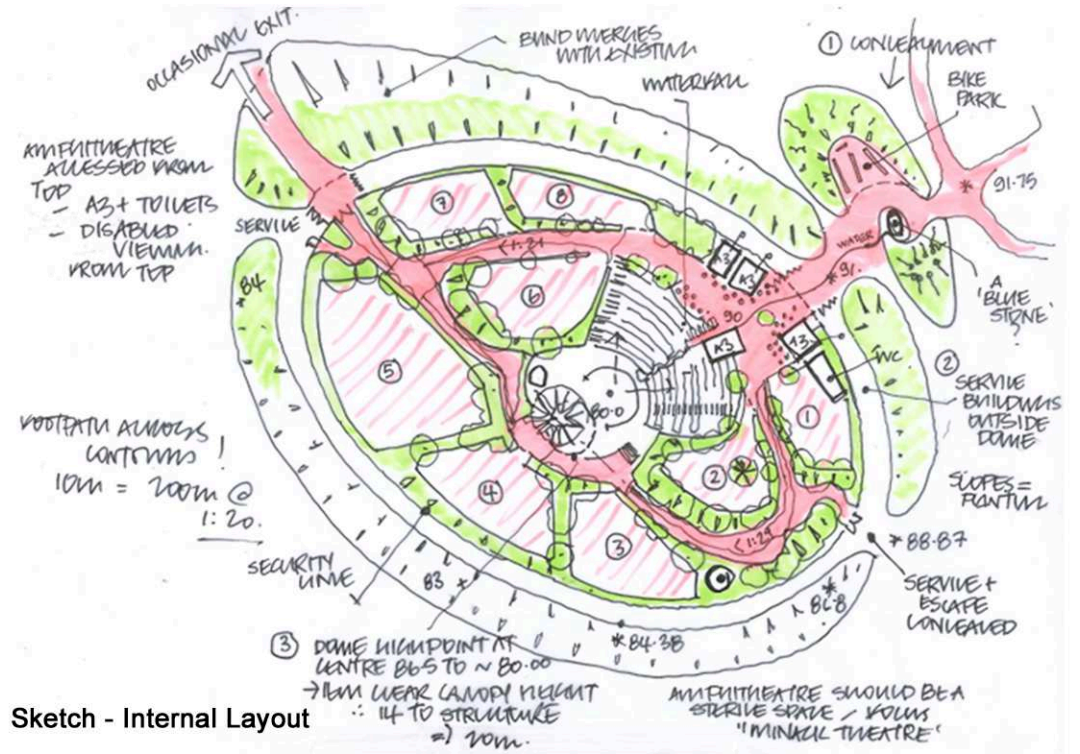 OCCASIONAL EXIT.
BUND MERGES
WITH EXISTING
WATERFALL
① CONCEALMENT
BIKE
PARK
91.75
AMPHITHEATRE
ACCESSED FROM
TOP
- A3 + TOILETS
- DISABLED
VIEWING
FROM TOP
SERVICE
⑦
⑧
<1:21
A3
A3
WATER
* 91.
90
A
'BLUE
STONE'
?
* 84
⑥
⑤
A3
A3
WC
②
SERVICE
BUILDINGS
OUTSIDE
DOME
SLOPES =
PLANTING
80.0
①
②
FOOTPATH ACROSS
CONTOURS !
10m = 200m @
1:20.
④
③
<1:21
* 88.87
SECURITY
LINE
83 +
86.8
SERVICE +
ESCAPE
CONCEALED
* 84.38
③ DOME HIGHPOINT AT
CENTRE 86.5 TO ~ 80.00
→ 15m CLEAR CANOPY HEIGHT
∴ 14 TO STRUCTURE
⇒ 20m.
AMPHITHEATRE SHOULD BE A
STERILE SPACE / FOCUS
'MINACK THEATRE'
Sketch - Internal Layout